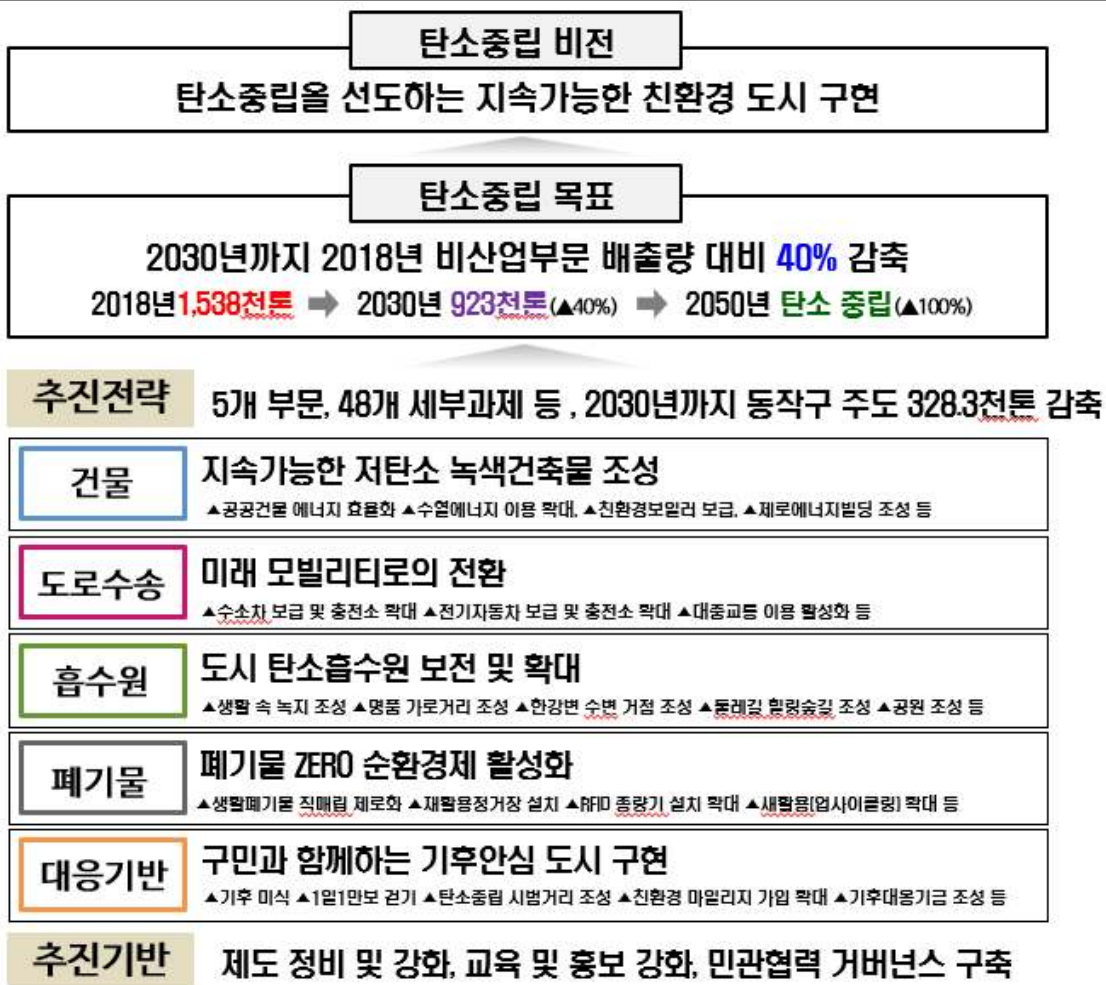 탄소중립 비전
탄소중립을 선도하는 지속가능한 친환경 도시 구현
탄소중립 목표
2030년까지 2018년 비산업부문 배출량 대비 40% 감축
2018년1,538천톤 ➡ 2030년 923천톤(▲40%) ➡ 2050년 탄소 중립(▲100%)
추진전략 5개 부문, 48개 세부과제 등 , 2030년까지 동작구 주도 328.3천톤 감축
건물
지속가능한 저탄소 녹색건축물 조성
▲공공건물 에너지 효율화 ▲수열에너지 이용 확대, ▲친환경보일러 보급, ▲제로에너지빌딩 조성 등
도로수송
미래 모빌리티로의 전환
▲수소차 보급 및 충전소 확대 ▲전기자동차 보급 및 충전소 확대 ▲대중교통 이용 활성화 등
흡수원
도시 탄소흡수원 보전 및 확대
▲생활 속 녹지 조성 ▲명품 가로거리 조성 ▲한강변 수변 거점 조성 ▲둘레길 힐링숲길 조성 ▲공원 조성 등
폐기물
폐기물 ZERO 순환경제 활성화
▲생활폐기물 직매립 제로화 ▲재활용정거장 설치 ▲RFID 종량기 설치 확대 ▲새활용(업사이클링) 확대 등
대응기반
구민과 함께하는 기후안심 도시 구현
▲기후 미식 ▲1일1만보 걷기 ▲탄소중립 시범거리 조성 ▲친환경 마일리지 가입 확대 ▲기후대응기금 조성 등
추진기반 제도 정비 및 강화, 교육 및 홍보 강화, 민관협력 거버넌스 구축